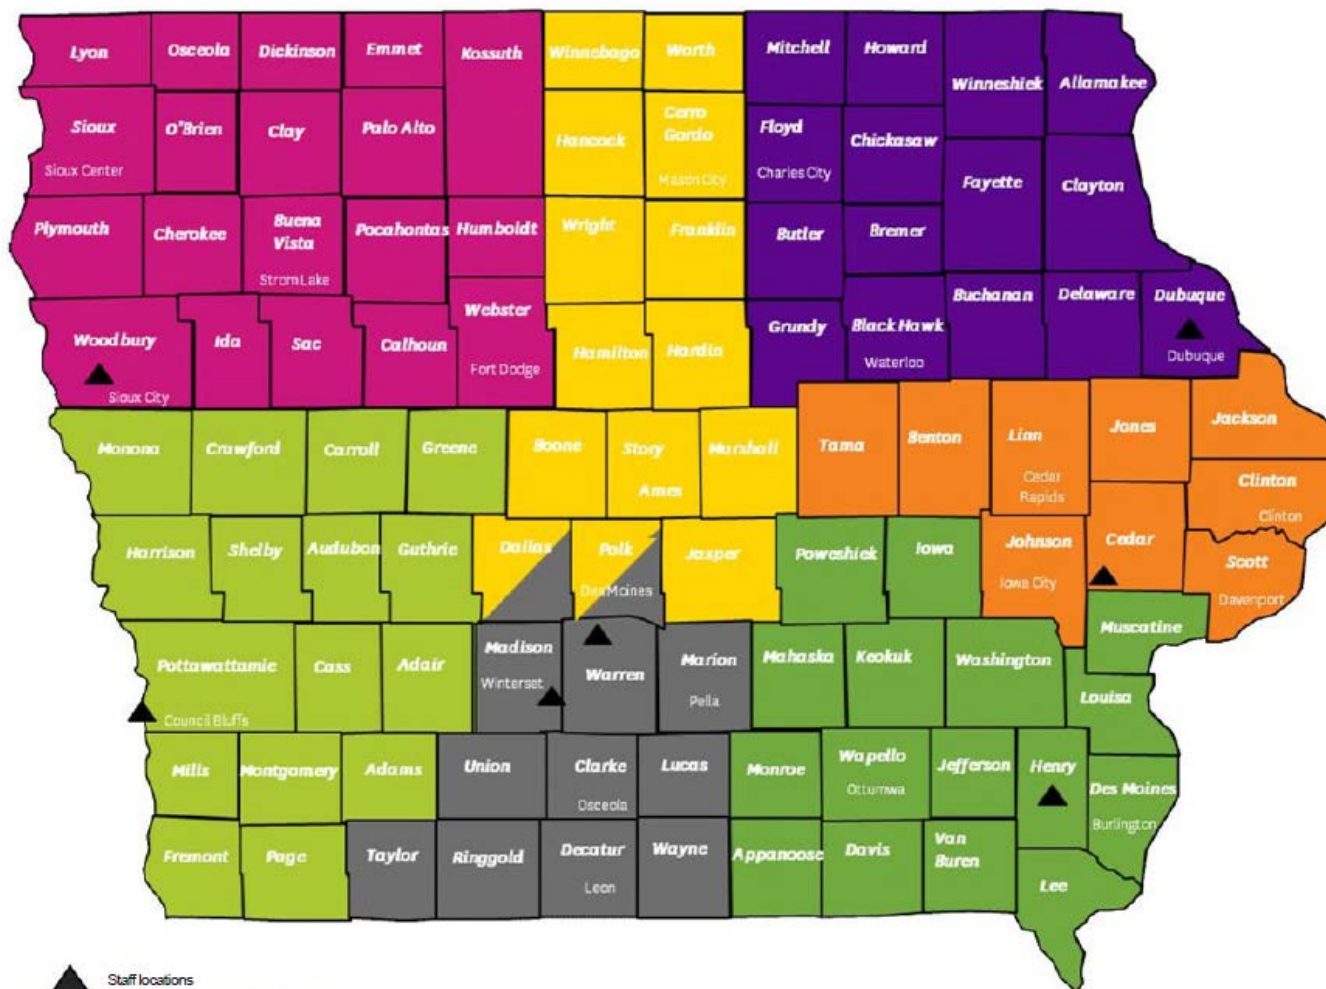 Lyon
Osceola
Dickinson
Emmet
Kossuth
Winnebago
Worth
Mitchell
Howard
Winneshiek
Allamakee
Sioux
Sioux Center
O'Brien
Clay
Palo Alto
Hancock
Cerro
Gordo
Mason City
Floyd
Charles City
Chickasaw
Fayette
Clayton
Plymouth
Cherokee
Buena
Vista
Strom Lake
Pocahontas
Humboldt
Wright
Franklin
Butler
Bremer
Woodbury
Sioux City
Ida
Sac
Calhoun
Webster
Fort Dodge
Hamilton
Hardin
Grundy
Black Hawk
Waterloo
Buchanan
Delaware
Dubuque
Dubuque
Monona
Crawford
Carroll
Greene
Boone
Story
Ames
Marshall
Tama
Benton
Linn
Cedar
Rapids
Jones
Jackson
Clinton
Clinton
Harrison
Shelby
Audubon
Guthrie
Dallas
Polk
Des Moines
Jasper
Poweshiek
Iowa
Johnson
Iowa City
Cedar
Scott
Davenport
Pottawattamie
Council Bluffs
Cass
Adair
Madison
Winterset
Warren
Marion
Pella
Mahaska
Keokuk
Washington
Muscatine
Louisa
Mills
Montgomery
Adams
Union
Clarke
Osceola
Lucas
Monroe
Wapello
Ottumwa
Jefferson
Henry
Des Moines
Burlington
Fremont
Page
Taylor
Ringgold
Decatur
Leon
Wayne
Appanoose
Davis
Van
Buren
Lee
Staff locations